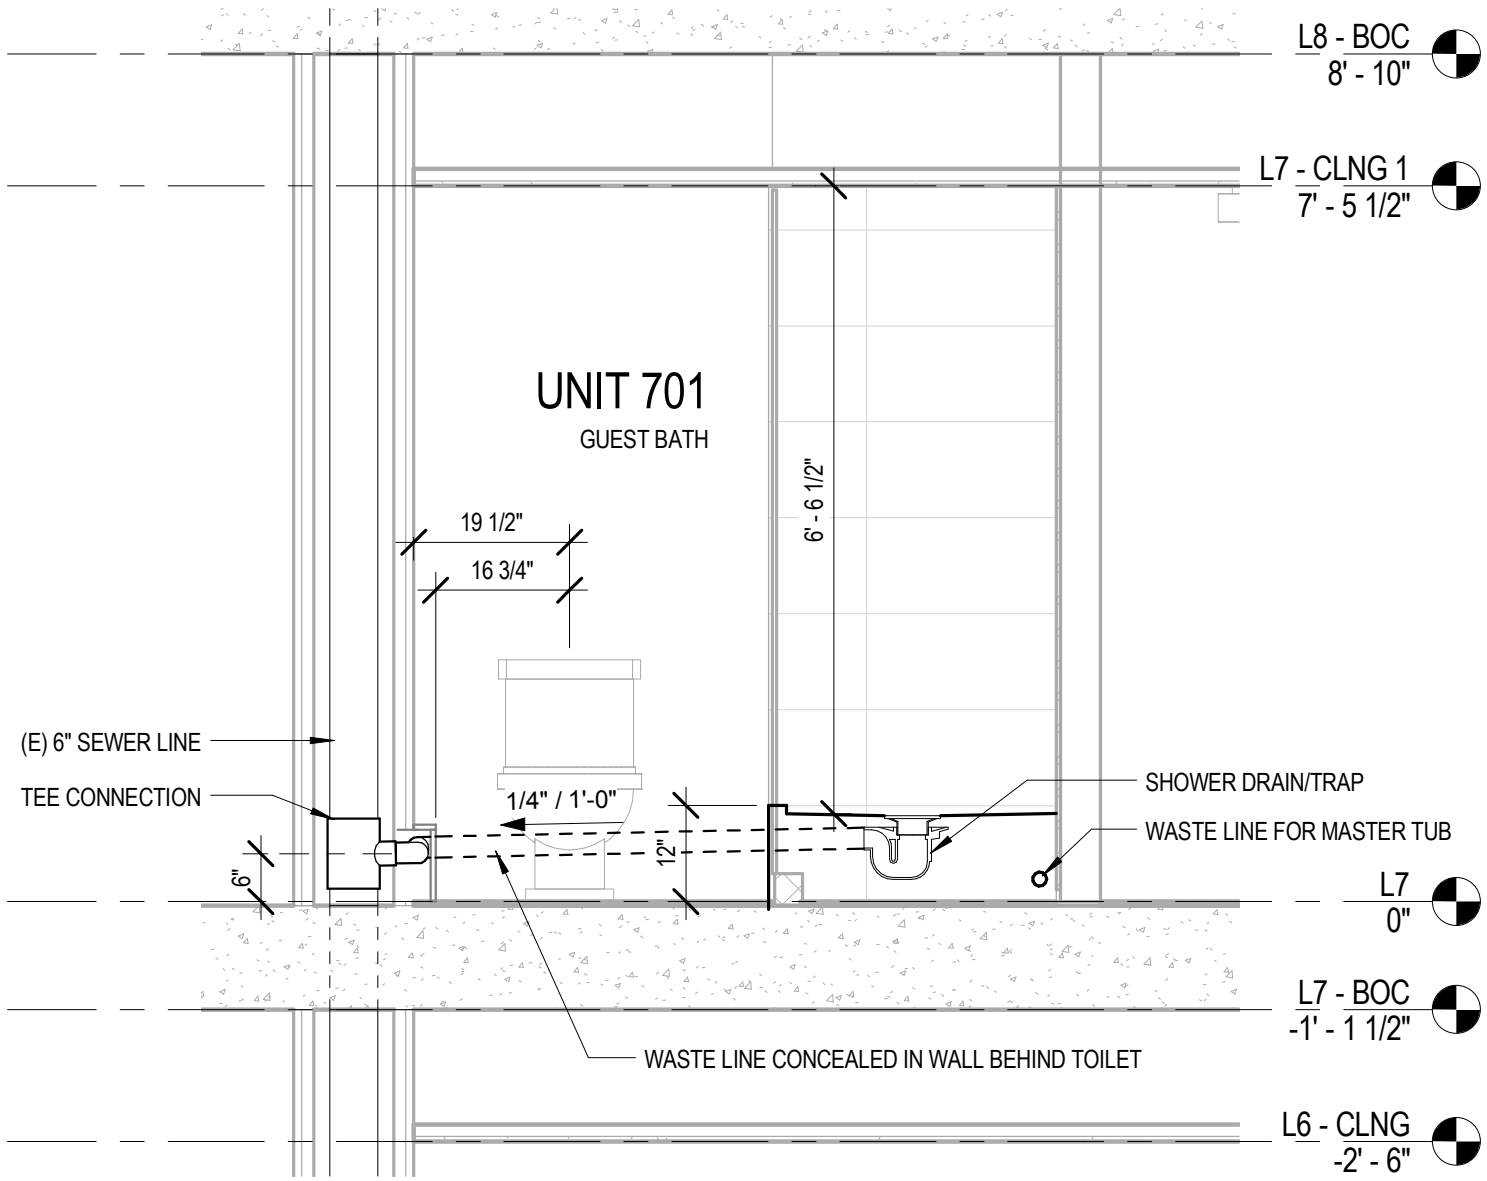 L8 - BOC
8' - 10"
L7 - CLNG 1
7' - 5 1/2"
UNIT 701
GUEST BATH
6' - 6 1/2"
19 1/2"
16 3/4"
(E) 6" SEWER LINE
TEE CONNECTION
1/4" / 1'-0"
12"
6"
SHOWER DRAIN/TRAP
WASTE LINE FOR MASTER TUB
L7
0"
L7 - BOC
-1' - 1 1/2"
WASTE LINE CONCEALED IN WALL BEHIND TOILET
L6 - CLNG
-2' - 6"